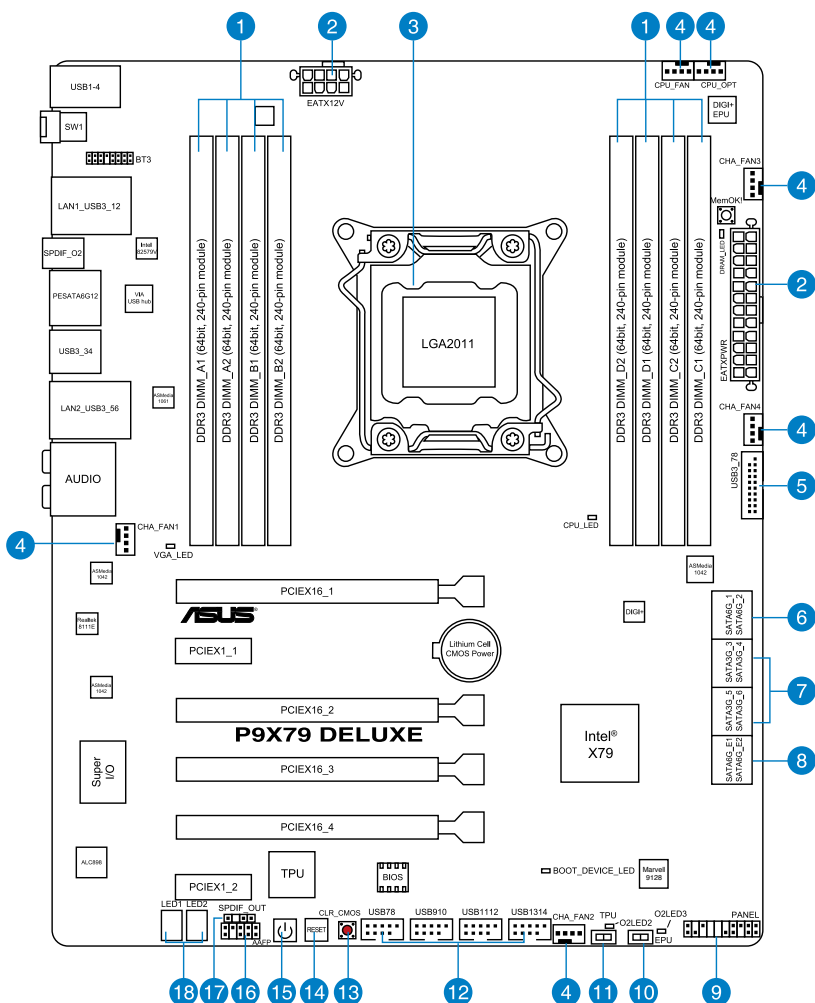 1
2
3
1
4
4
USB1-4
EATX12V
CPU_FAN
CPU_OPT
SW1
DIGI+
EPU
BT3
CHA_FAN3
4
LAN1_USB3_12
MemOK!
SPDIF_O2
Intel
82579V
DRAM_LED
PESATA6G12
VIA
USB hub
2
DDR3 DIMM_A1 (64bit, 240-pin module)
DDR3 DIMM_A2 (64bit, 240-pin module)
DDR3 DIMM_B1 (64bit, 240-pin module)
DDR3 DIMM_B2 (64bit, 240-pin module)
LGA2011
DDR3 DIMM_D2 (64bit, 240-pin module)
DDR3 DIMM_D1 (64bit, 240-pin module)
DDR3 DIMM_C2 (64bit, 240-pin module)
DDR3 DIMM_C1 (64bit, 240-pin module)
EATXPWR
USB3_34
ASMedia
1061
LAN2_USB3_56
CHA_FAN4
4
AUDIO
USB3_78
5
4
CHA_FAN1
CPU_LED
VGA_LED
ASMedia
1042
ASMedia
1042
PCIEX16_1
ASUS
DIGI+
SATA6G_1
SATA6G_2
6
Realtek
8111E
PCIEX1_1
Lithium Cell
CMOS Power
SATA3G_3
SATA3G_4
7
ASMedia
1042
PCIEX16_2
SATA3G_5
SATA3G_6
P9X79 DELUXE
Intel®
X79
Super
I/O
PCIEX16_3
SATA6G_E1
SATA6G_E2
8
PCIEX16_4
ALC898
TPU
BIOS
BOOT_DEVICE_LED
Marvell
9128
PCIEX1_2
LED1
LED2
SPDIF_OUT
AAFP
RESET
CLR_CMOS
USB78
USB910
USB1112
USB1314
CHA_FAN2
TPU
O2LED2
O2LED3
EPU
PANEL
18
17
16
15
14
13
12
4
11
10
9